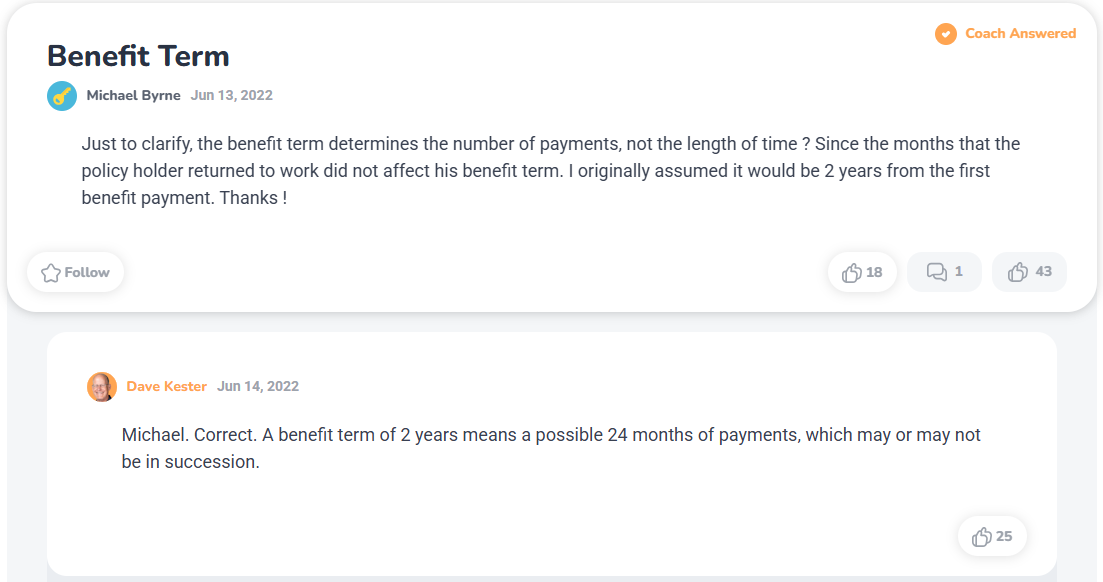 Coach Answered
Benefit Term
Michael Byrne Jun 13, 2022
Just to clarify, the benefit term determines the number of payments, not the length of time ? Since the months that the
policy holder returned to work did not affect his benefit term. I originally assumed it would be 2 years from the first
benefit payment. Thanks !
Follow 18 1 43
Dave Kester Jun 14, 2022
Michael. Correct. A benefit term of 2 years means a possible 24 months of payments, which may or may not
be in succession.
25